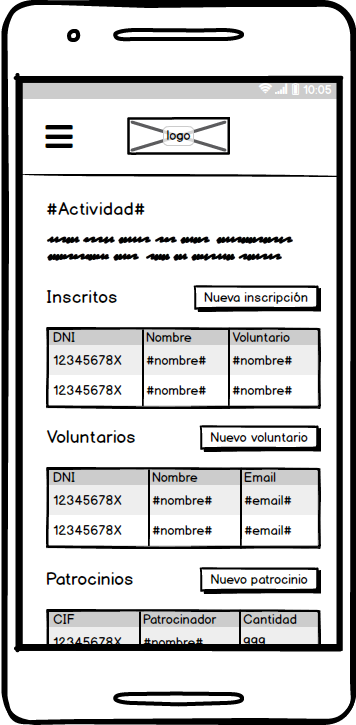 10:05
logo
#Actividad#
Inscritos
Nueva inscripción
DNI Nombre Voluntario
12345678X #nombre# #nombre#
12345678X #nombre# #nombre#
Voluntarios
Nuevo voluntario
DNI Nombre Email
12345678X #nombre# #email#
12345678X #nombre# #email#
Patrocinios
Nuevo patrocinio
CIF Patrocinador Cantidad
12345678X #nombre#